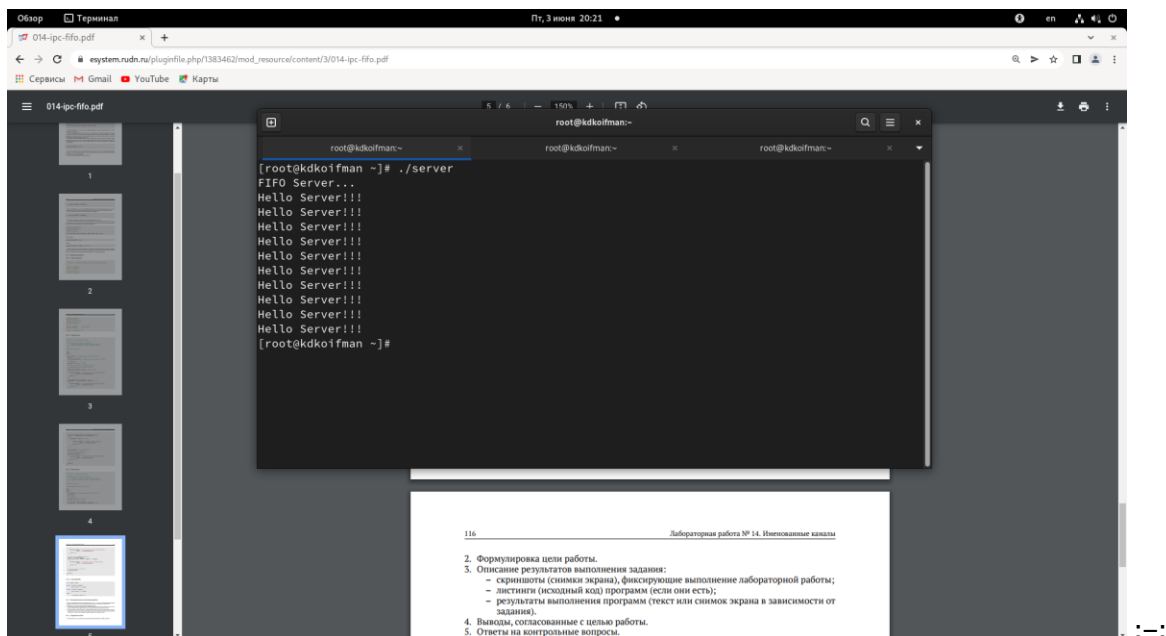 Обзор Терминал Пт, 3 июня 20:21 en
014-ipc-fifo.pdf
esystem.rudn.ru/pluginfile.php/1383462/mod_resource/content/3/014-ipc-fifo.pdf
Сервисы Gmail YouTube Карты
014-ipc-fifo.pdf 5 / 6 150%
root@kdkoifman:~
root@kdkoifman:~ root@kdkoifman:~ root@kdkoifman:~
[root@kdkoifman ~]# ./server
FIFO Server...
Hello Server!!!
Hello Server!!!
Hello Server!!!
Hello Server!!!
Hello Server!!!
Hello Server!!!
Hello Server!!!
Hello Server!!!
Hello Server!!!
Hello Server!!!
[root@kdkoifman ~]#
1
2
3
4
5
116 Лабораторная работа № 14. Именованные каналы
2. Формулировка цели работы.
3. Описание результатов выполнения задания:
– скриншоты (снимки экрана), фиксирующие выполнение лабораторной работы;
– листинги (исходный код) программ (если они есть);
– результаты выполнения программ (текст или снимок экрана в зависимости от
задания).
4. Выводы, согласованные с целью работы.
5. Ответы на контрольные вопросы.
:=: